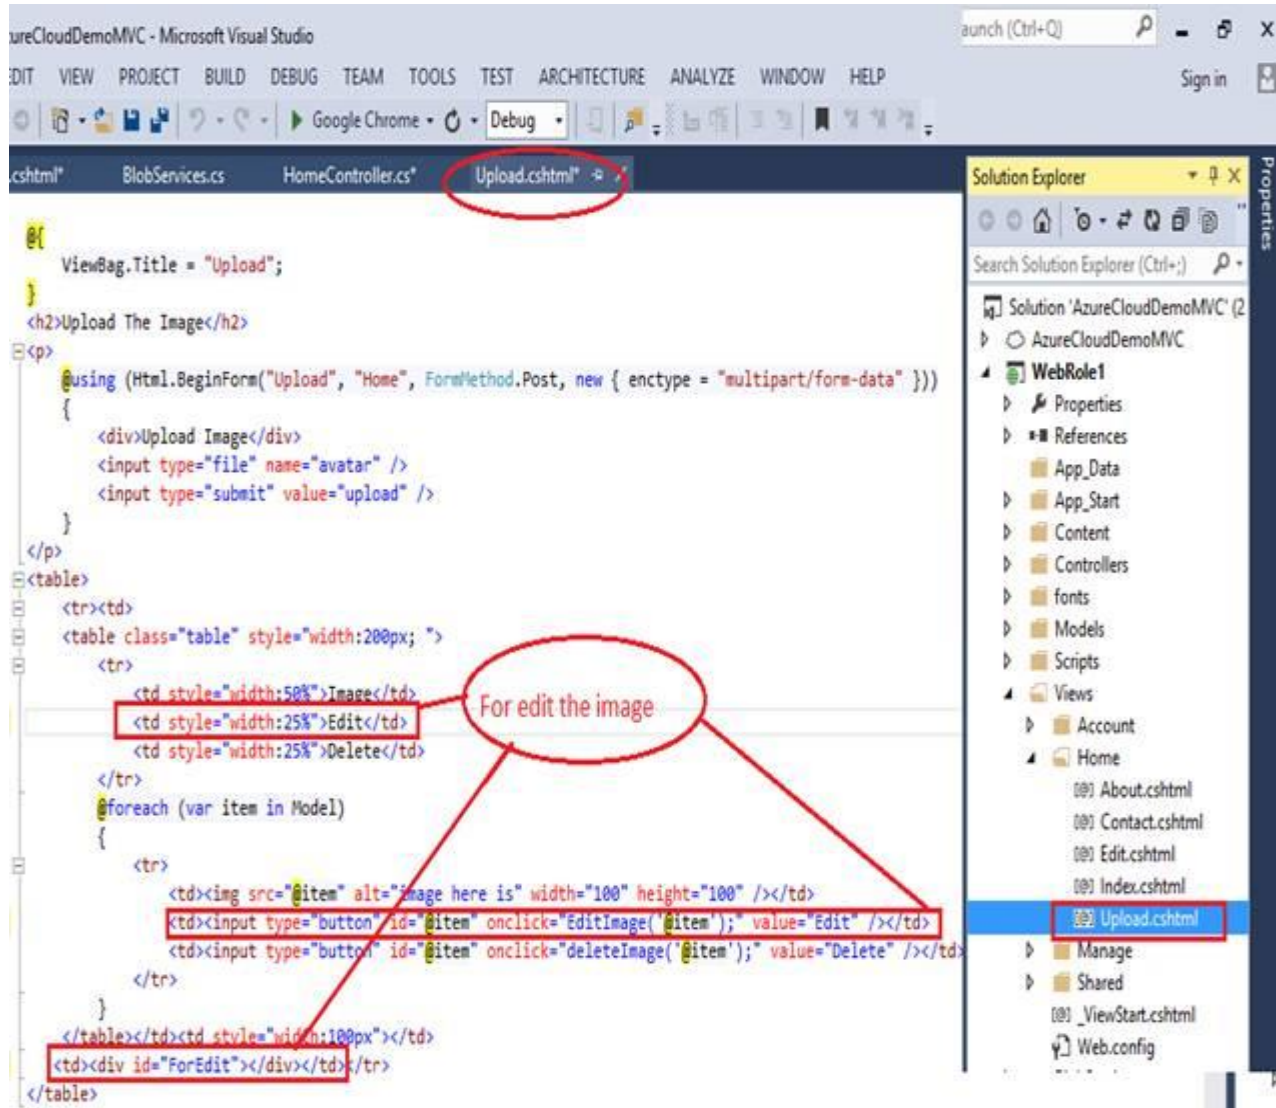 ureCloudDemoMVC - Microsoft Visual Studio
aunch (Ctrl+Q)
EDIT VIEW PROJECT BUILD DEBUG TEAM TOOLS TEST ARCHITECTURE ANALYZE WINDOW HELP
Sign in
Google Chrome
Debug
.cshtml*
BlobServices.cs
HomeController.cs*
Upload.cshtml*
@{
ViewBag.Title = "Upload";
}
<h2>Upload The Image</h2>
<p>
@using (Html.BeginForm("Upload", "Home", FormMethod.Post, new { enctype = "multipart/form-data" }))
{
<div>Upload Image</div>
<input type="file" name="avatar" />
<input type="submit" value="upload" />
}
</p>
<table>
<tr><td>
<table class="table" style="width:200px; ">
<tr>
<td style="width:50%">Image</td>
<td style="width:25%">Edit</td>
<td style="width:25%">Delete</td>
</tr>
@foreach (var item in Model)
{
<tr>
<td><img src="@item" alt="image here is" width="100" height="100" /></td>
<td><input type="button" id="@item" onclick="EditImage('@item');" value="Edit" /></td>
<td><input type="button" id="@item" onclick="deleteImage('@item');" value="Delete" /></td>
</tr>
}
</table></td><td style="width:100px"></td>
<td><div id="ForEdit"></div></td></tr>
</table>
For edit the image
Solution Explorer
Search Solution Explorer (Ctrl+;)
Solution 'AzureCloudDemoMVC' (2
AzureCloudDemoMVC
WebRole1
Properties
References
App_Data
App_Start
Content
Controllers
fonts
Models
Scripts
Views
Account
Home
About.cshtml
Contact.cshtml
Edit.cshtml
Index.cshtml
Upload.cshtml
Manage
Shared
_ViewStart.cshtml
Web.config
Properties